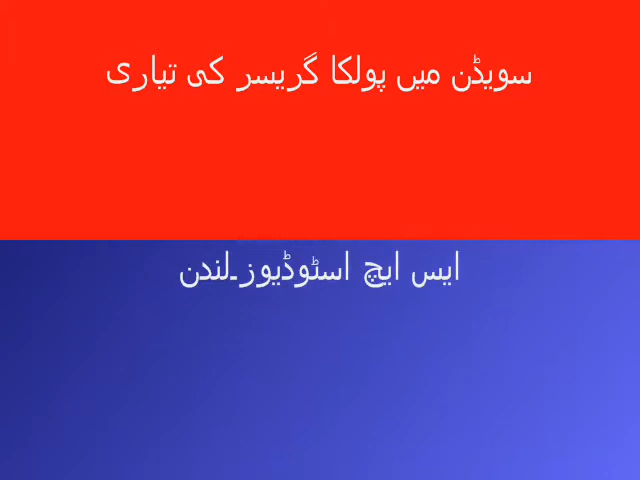 سویڈن میں پولکا گریسر کی تیاری
ایس ایچ اسٹوڈیوز۔لندن